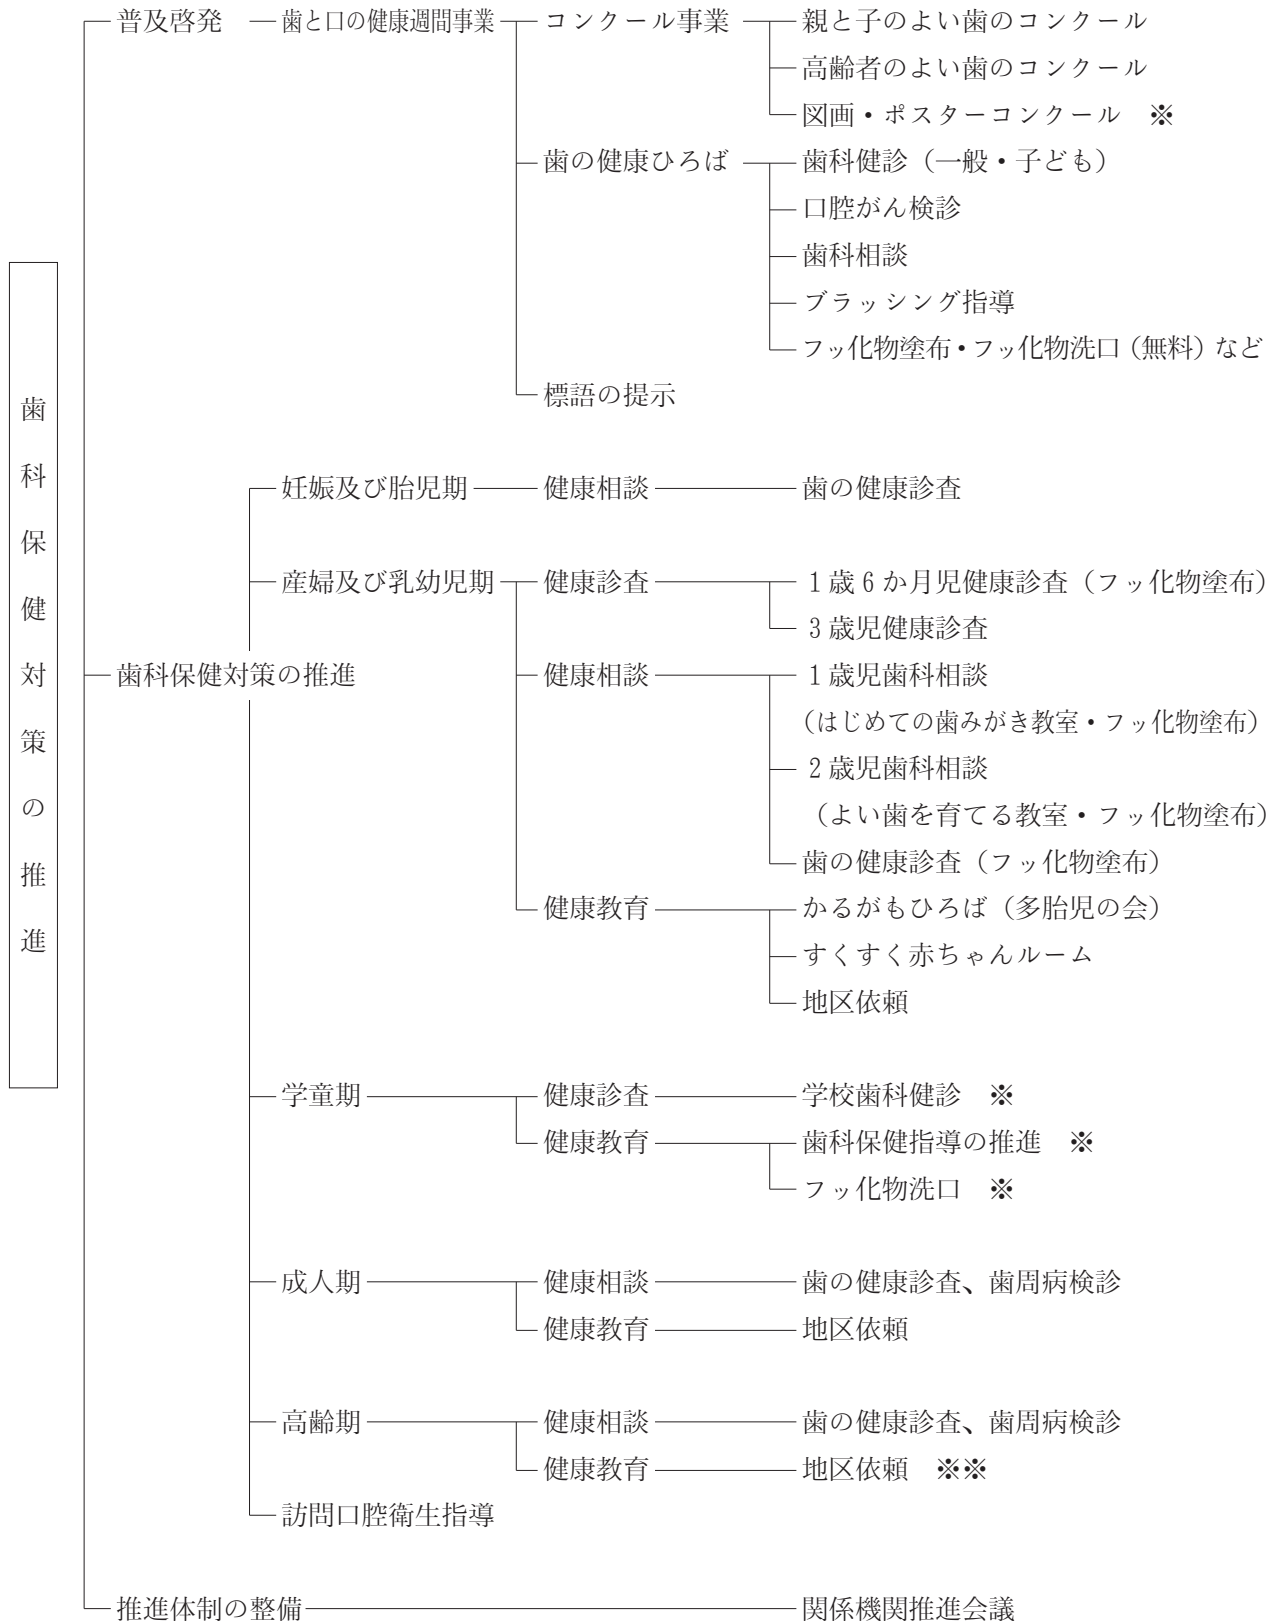 歯科保健対策の推進
普及啓発 歯と口の健康週間事業 コンクール事業 親と子のよい歯のコンクール
高齢者のよい歯のコンクール
図画・ポスターコンクール ※
歯の健康ひろば 歯科健診（一般・子ども）
口腔がん検診
歯科相談
ブラッシング指導
フッ化物塗布・フッ化物洗口（無料）など
標語の提示
妊娠及び胎児期 健康相談 歯の健康診査
産婦及び乳幼児期 健康診査 1歳6か月児健康診査（フッ化物塗布）
3歳児健康診査
歯科保健対策の推進 健康相談 1歳児歯科相談
（はじめての歯みがき教室・フッ化物塗布）
2歳児歯科相談
（よい歯を育てる教室・フッ化物塗布）
歯の健康診査（フッ化物塗布）
健康教育 かるがもひろば（多胎児の会）
すくすく赤ちゃんルーム
地区依頼
学童期 健康診査 学校歯科健診 ※
健康教育 歯科保健指導の推進 ※
フッ化物洗口 ※
成人期 健康相談 歯の健康診査、歯周病検診
健康教育 地区依頼
高齢期 健康相談 歯の健康診査、歯周病検診
健康教育 地区依頼 ※※
訪問口腔衛生指導
推進体制の整備 関係機関推進会議